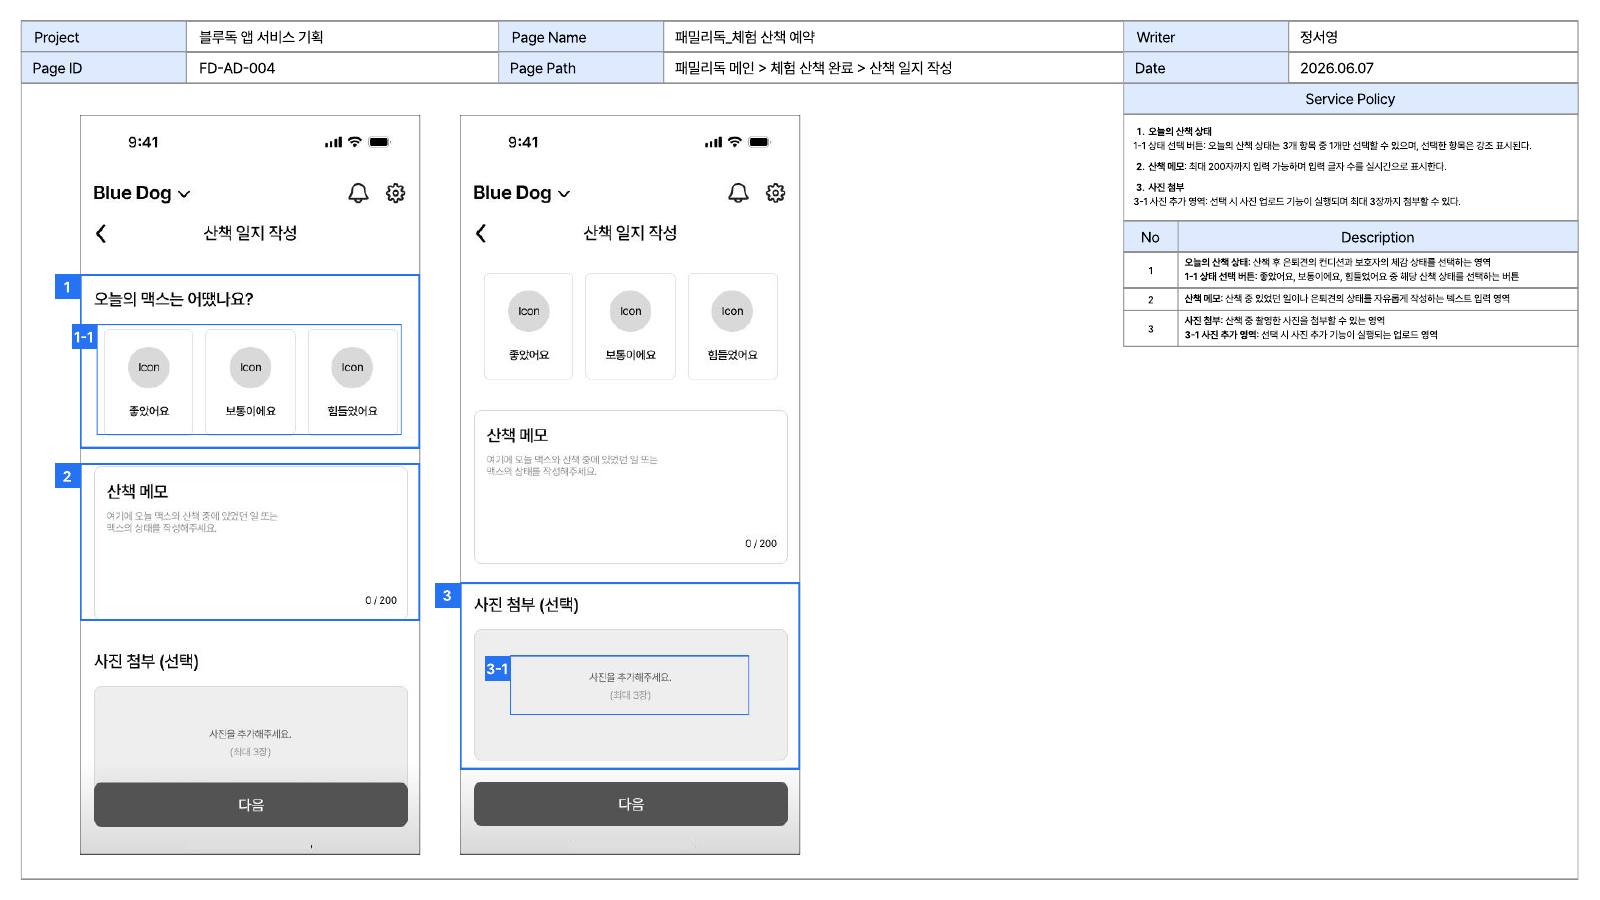 Project 블루독 앱 서비스 기획 Page Name 패밀리독_체험 산책 예약 Writer 정서영
Page ID FD-AD-004 Page Path 패밀리독 메인 > 체험 산책 완료 > 산책 일지 작성 Date 2026.06.07
9:41
Blue Dog
산책 일지 작성
1
오늘의 맥스는 어땠나요?
1-1
Icon Icon Icon
좋았어요 보통이에요 힘들었어요
2
산책 메모
여기에 오늘 맥스와 산책 중에 있었던 일 또는
맥스의 상태를 작성해주세요.
0 / 200
사진 첨부 (선택)
사진을 추가해주세요.
(최대 3장)
다음
9:41
Blue Dog
산책 일지 작성
Icon Icon Icon
좋았어요 보통이에요 힘들었어요
산책 메모
여기에 오늘 맥스와 산책 중에 있었던 일 또는
맥스의 상태를 작성해주세요.
0 / 200
3
사진 첨부 (선택)
3-1
사진을 추가해주세요.
(최대 3장)
다음
Service Policy
1. 오늘의 산책 상태
1-1 상태 선택 버튼: 오늘의 산책 상태는 3개 항목 중 1개만 선택할 수 있으며, 선택한 항목은 강조 표시된다.
2. 산책 메모: 최대 200자까지 입력 가능하며 입력 글자 수를 실시간으로 표시한다.
3. 사진 첨부
3-1 사진 추가 영역: 선택 시 사진 업로드 기능이 실행되며 최대 3장까지 첨부할 수 있다.
No Description
1 오늘의 산책 상태: 산책 후 은퇴견의 컨디션과 보호자의 체감 상태를 선택하는 영역
1-1 상태 선택 버튼: 좋았어요, 보통이에요, 힘들었어요 중 해당 산책 상태를 선택하는 버튼
2 산책 메모: 산책 중 있었던 일이나 은퇴견의 상태를 자유롭게 작성하는 텍스트 입력 영역
3 사진 첨부: 산책 중 촬영한 사진을 첨부할 수 있는 영역
3-1 사진 추가 영역: 선택 시 사진 추가 기능이 실행되는 업로드 영역